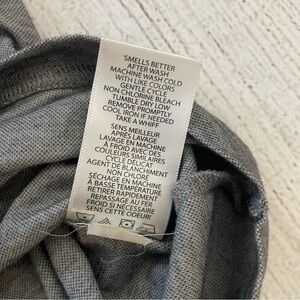 SMELLS BETTER
AFTER WASH
MACHINE WASH COLD
WITH LIKE COLORS
GENTLE CYCLE
NON CHLORINE BLEACH
TUMBLE DRY LOW
REMOVE PROMPTLY
COOL IRON IF NEEDED
TAKE A WHIFF
SENS MEILLEUR
APRÈS LAVAGE
LAVAGE EN MACHINE
À FROID AVEC DES
COULEURS SIMILAIRES
CYCLE DÉLICAT
AGENT DE BLANCHIMENT
NON CHLORÉ
SÉCHAGE EN MACHINE
À BASSE TEMPÉRATURE
RETIRER RAPIDEMENT
REPASSAGE AU FER
FROID SI NÉCESSAIRE
SENS CETTE ODEUR!